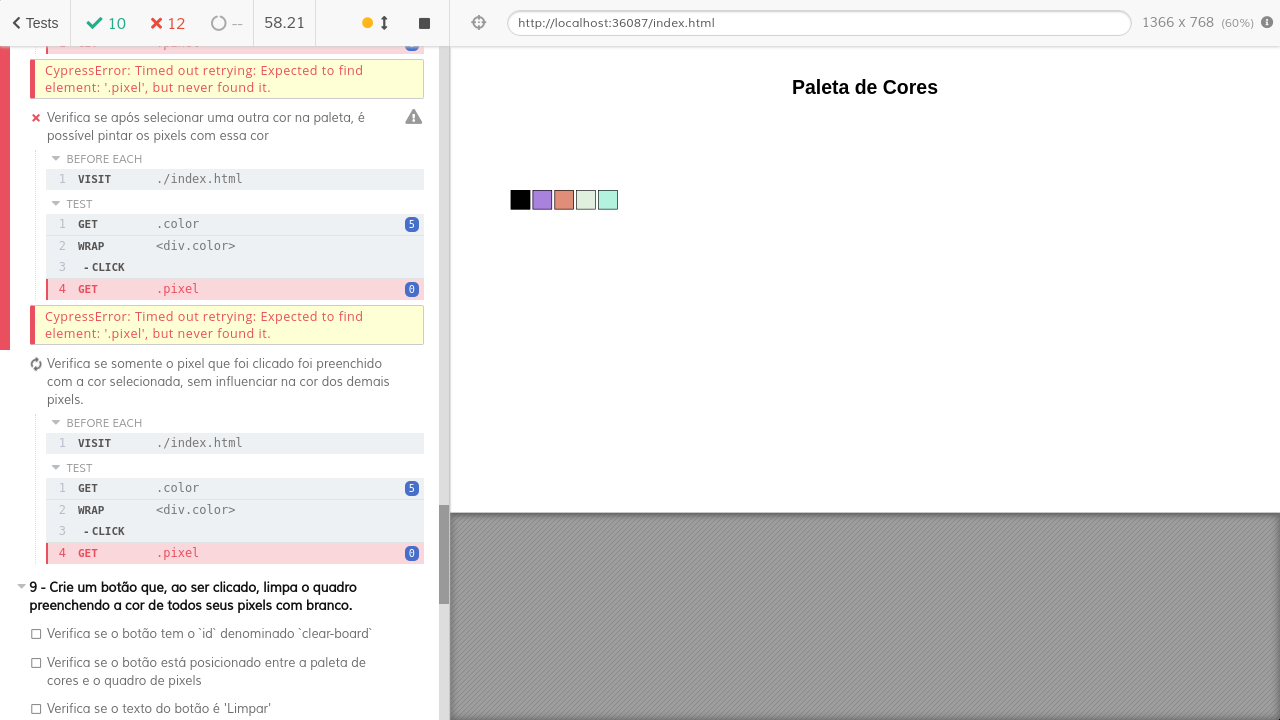 Tests
10
12
--
58.21
http://localhost:36087/index.html
1366 x 768 (60%)
CypressError: Timed out retrying: Expected to find
element: '.pixel', but never found it.
Verifica se após selecionar uma outra cor na paleta, é
possível pintar os pixels com essa cor
BEFORE EACH
1 VISIT ./index.html
TEST
1 GET .color 5
2 WRAP <div.color>
3 - CLICK
4 GET .pixel 0
CypressError: Timed out retrying: Expected to find
element: '.pixel', but never found it.
Verifica se somente o pixel que foi clicado foi preenchido
com a cor selecionada, sem influenciar na cor dos demais
pixels.
BEFORE EACH
1 VISIT ./index.html
TEST
1 GET .color 5
2 WRAP <div.color>
3 - CLICK
4 GET .pixel 0
9 - Crie um botão que, ao ser clicado, limpa o quadro
preenchendo a cor de todos seus pixels com branco.
Verifica se o botão tem o `id` denominado `clear-board`
Verifica se o botão está posicionado entre a paleta de
cores e o quadro de pixels
Verifica se o texto do botão é 'Limpar'
Paleta de Cores